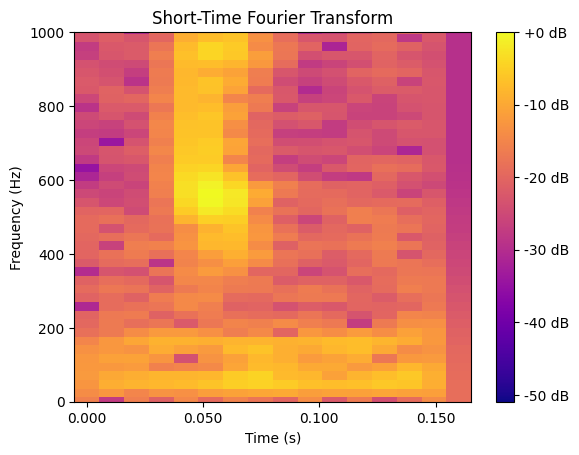 Short-Time Fourier Transform
1000
800
600
400
200
0
Frequency (Hz)
0.000
0.050
0.100
0.150
Time (s)
+0 dB
-10 dB
-20 dB
-30 dB
-40 dB
-50 dB